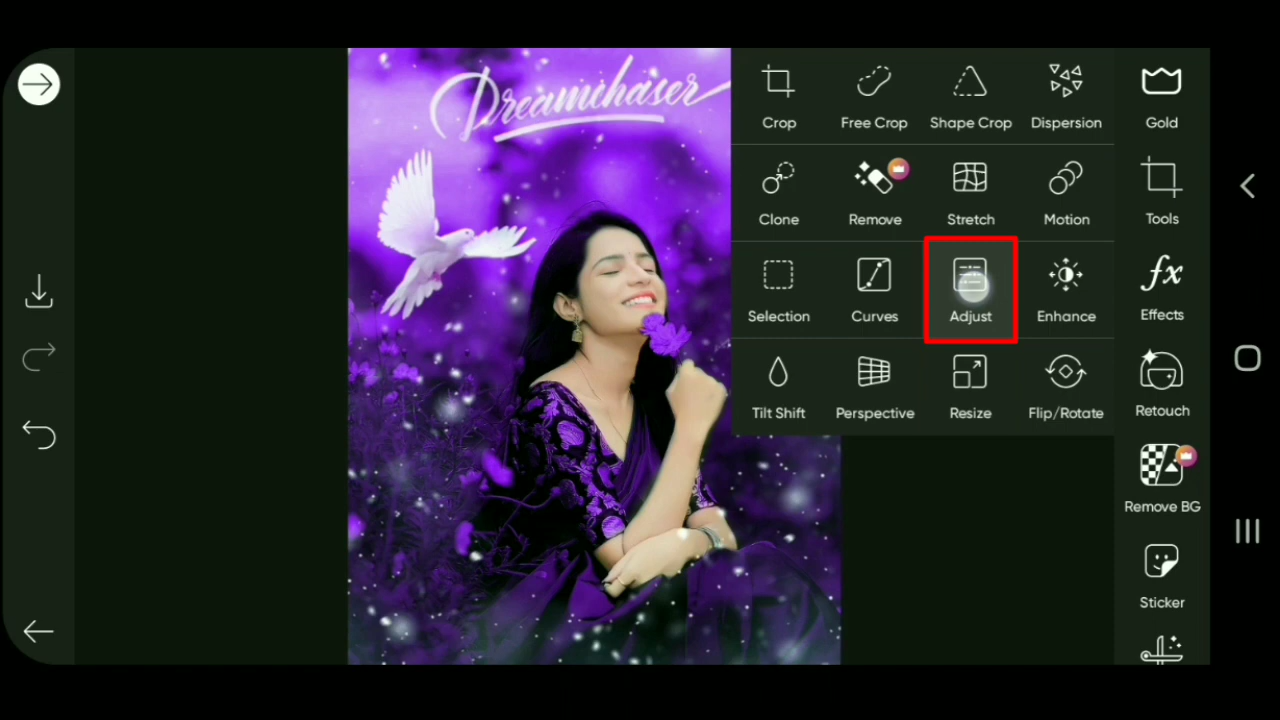 Dreamchaser
Crop
Free Crop
Shape Crop
Dispersion
Gold
Clone
Remove
Stretch
Motion
Tools
Selection
Curves
Adjust
Enhance
fx
Effects
Tilt Shift
Perspective
Resize
Flip/Rotate
Retouch
Remove BG
Sticker